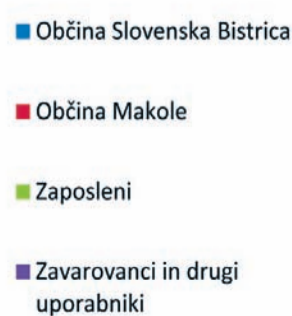 Občina Slovenska Bistrica
Občina Makole
Zaposleni
Zavarovanci in drugi
uporabniki